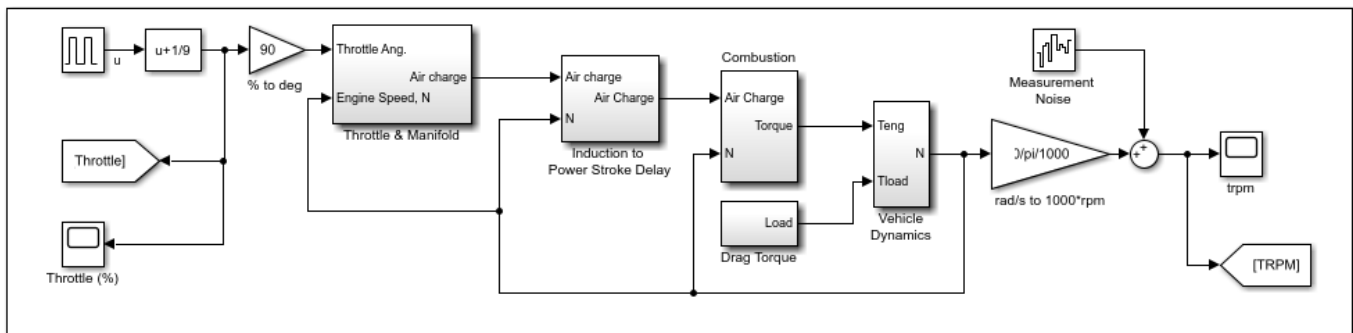 u
u+1/9
90
% to deg
Throttle Ang.
Air charge
Engine Speed, N
Throttle & Manifold
Air charge
Air Charge
N
Induction to
Power Stroke Delay
Combustion
Air Charge
Torque
N
Load
Drag Torque
Teng
N
Tload
Vehicle
Dynamics
/pi/1000
rad/s to 1000*rpm
Measurement
Noise
+
+
trpm
[TRPM]
Throttle]
Throttle (%)